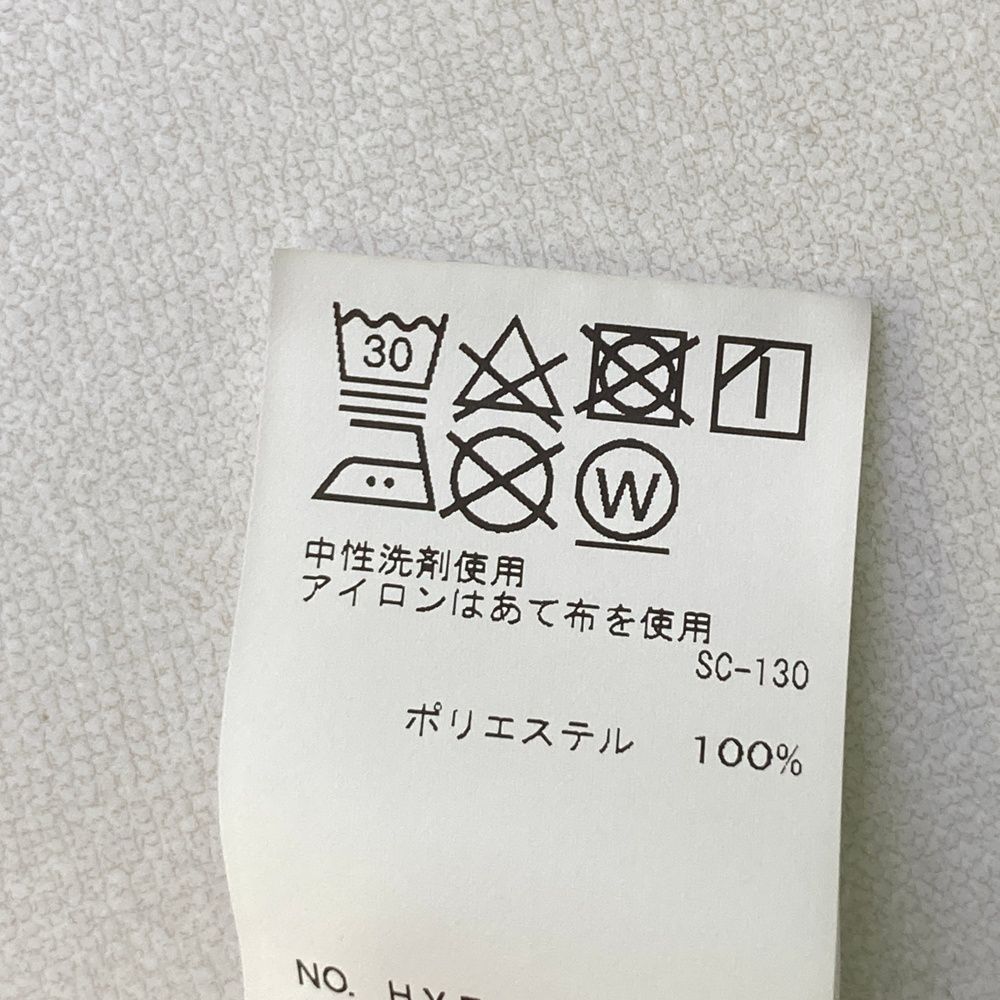 30
W
中性洗剤使用
アイロンはあて布を使用
SC-130
ポリエステル 100%
NO.